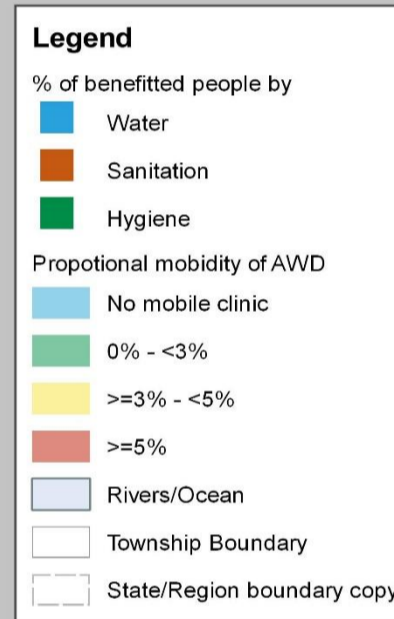 Legend
% of benefitted people by
Water
Sanitation
Hygiene
Propotional mobidity of AWD
No mobile clinic
0% - <3%
>=3% - <5%
>=5%
Rivers/Ocean
Township Boundary
State/Region boundary copy